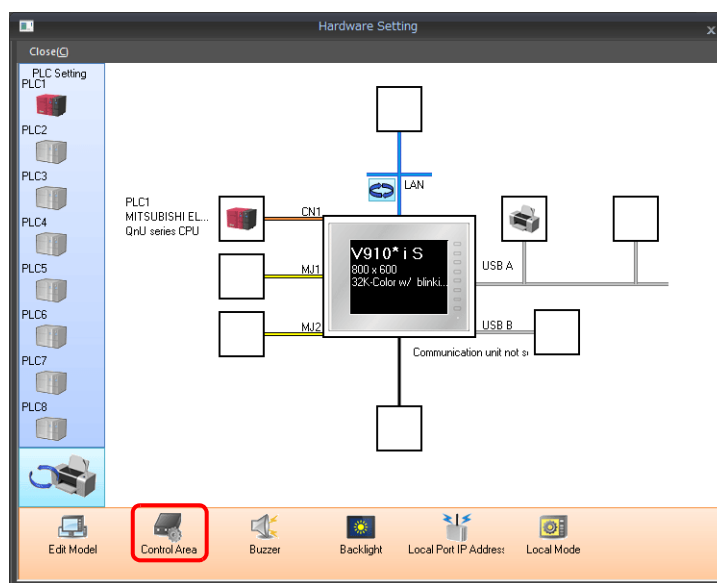 Hardware Setting
x
Close(C)
PLC Setting
PLC1
PLC2
PLC3
PLC4
PLC5
PLC6
PLC7
PLC8
LAN
PLC1
MITSUBISHI EL...
QnU series CPU
CN1
MJ1
MJ2
V910* i S
800 x 600
32K-Color w/ blinki...
USB A
USB B
Communication unit not s
Edit Model
Control Area
Buzzer
Backlight
Local Port IP Address
Local Mode